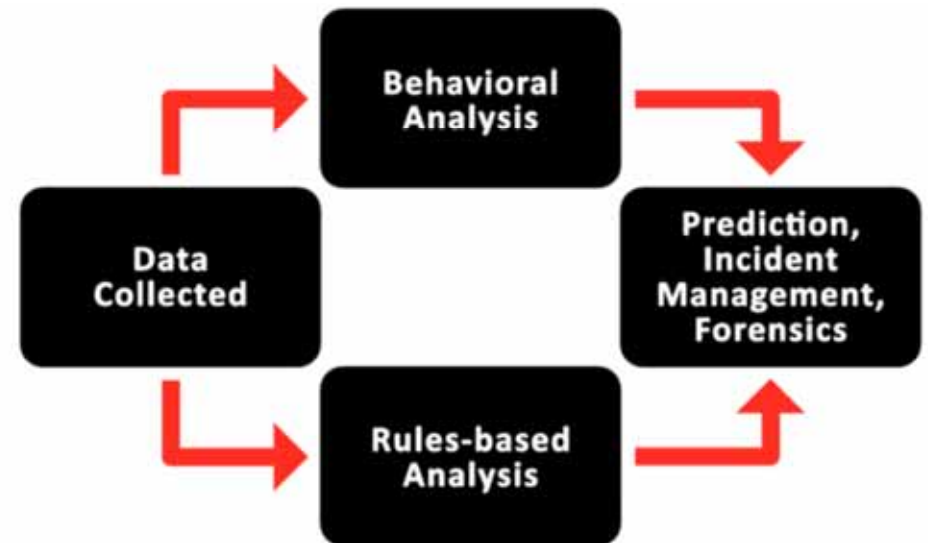 Behavioral
Analysis
Data
Collected
Prediction,
Incident
Management,
Forensics
Rules-based
Analysis